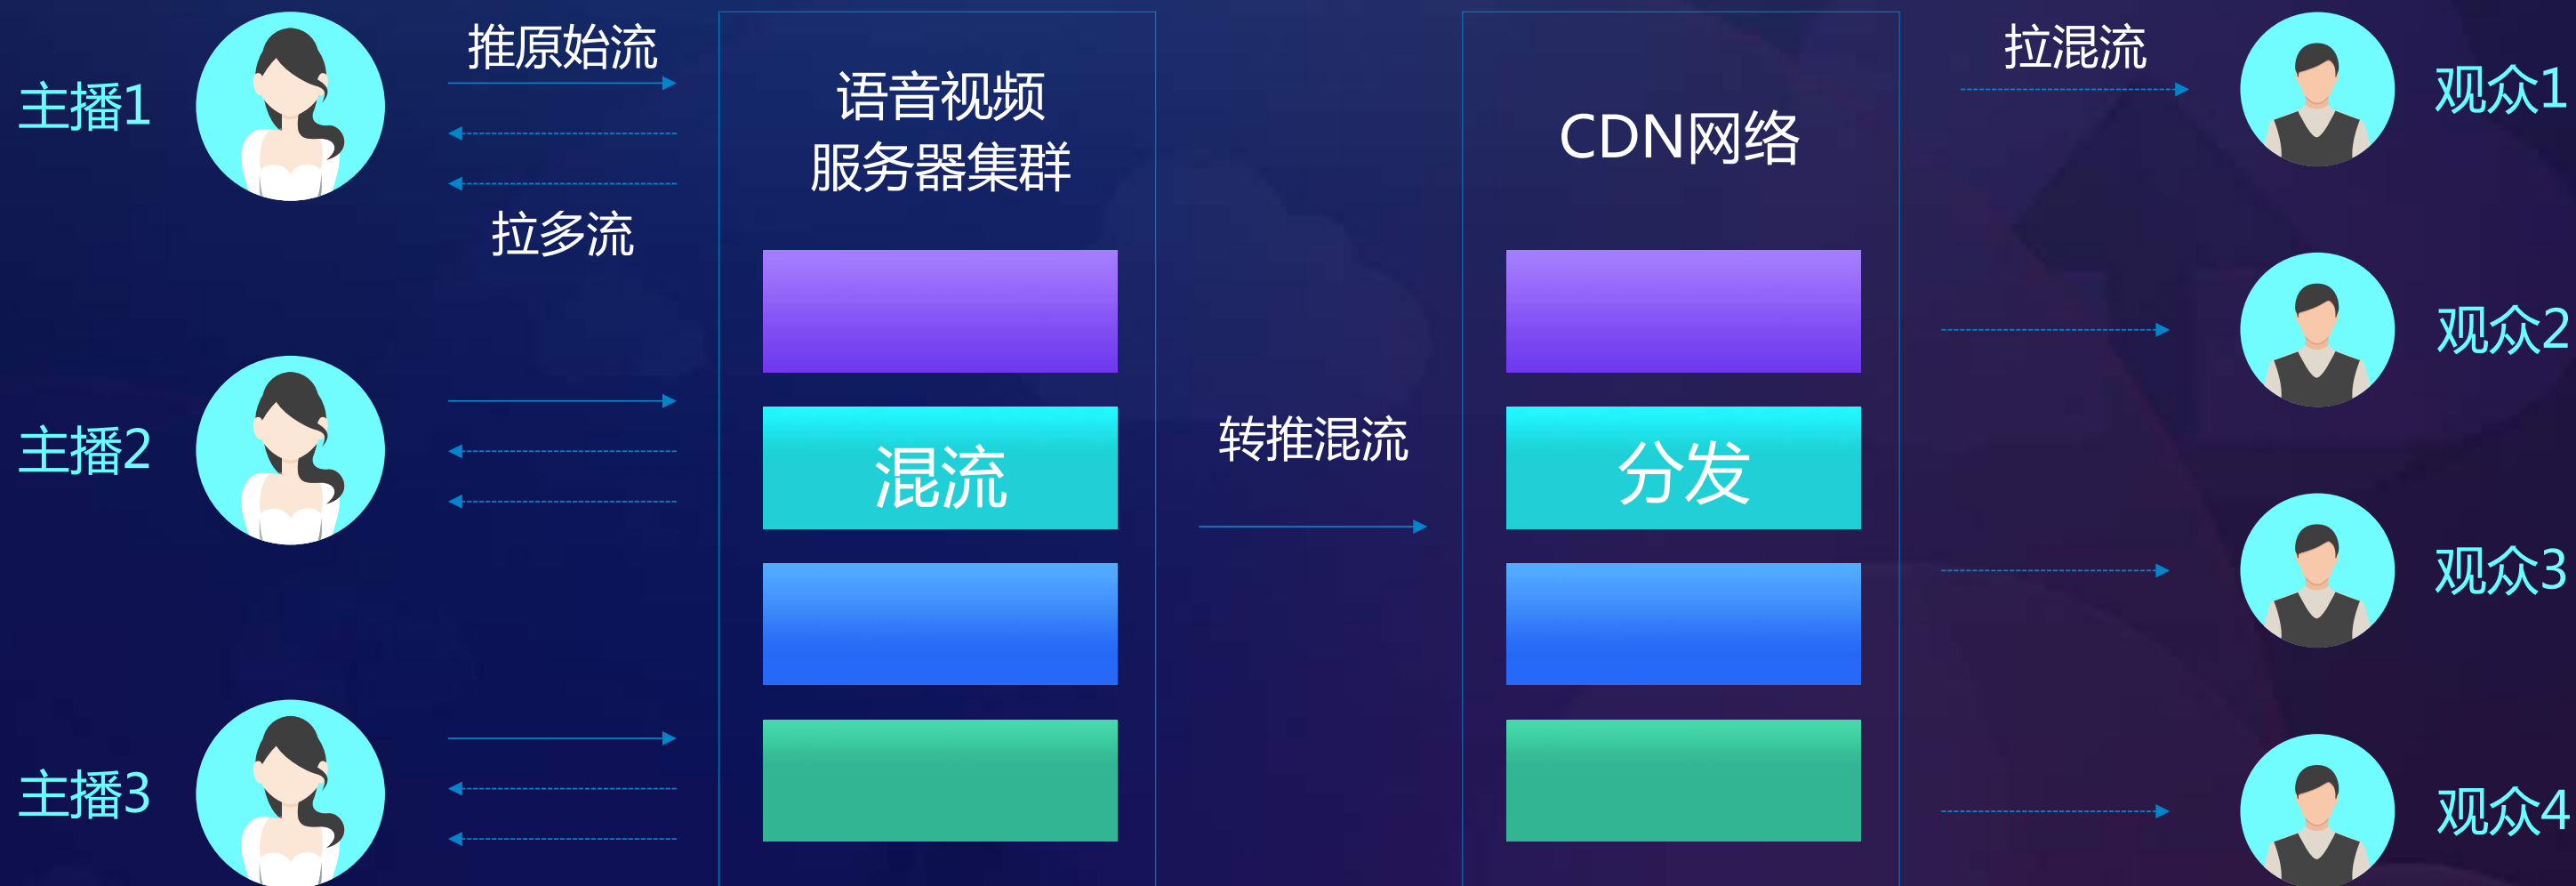 主播1
推原始流
拉多流
主播2
主播3
语音视频
服务器集群
混流
转推混流
CDN网络
分发
拉混流
观众1
观众2
观众3
观众4